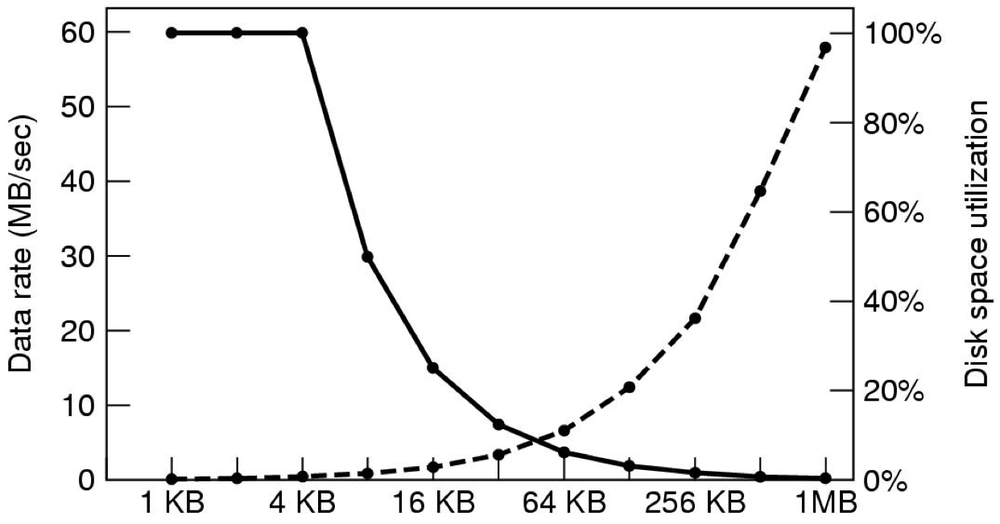 Data rate (MB/sec)
60
50
40
30
20
10
0
1 KB
4 KB
16 KB
64 KB
256 KB
1MB
100%
80%
60%
40%
20%
0%
Disk space utilization